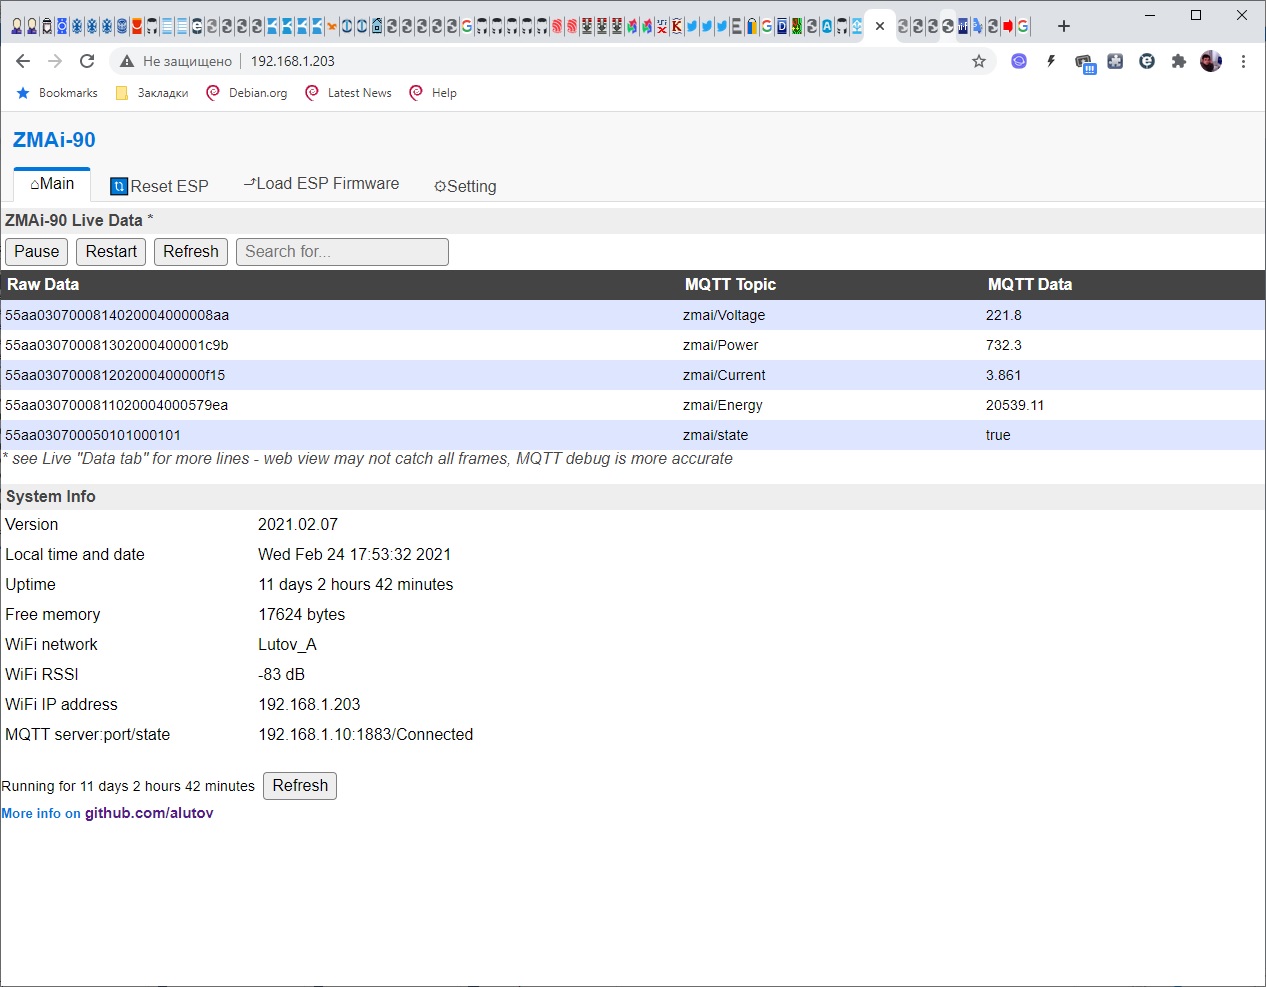 Не защищено 192.168.1.203
Bookmarks Закладки Debian.org Latest News Help
ZMAi-90
Main Reset ESP Load ESP Firmware Setting
ZMAi-90 Live Data *
Pause Restart Refresh Search for...
Raw Data MQTT Topic MQTT Data
55aa0307000814020004000008aa zmai/Voltage 221.8
55aa030700081302000400001c9b zmai/Power 732.3
55aa030700081202000400000f15 zmai/Current 3.861
55aa0307000811020004000579ea zmai/Energy 20539.11
55aa030700050101000101 zmai/state true
* see Live "Data tab" for more lines - web view may not catch all frames, MQTT debug is more accurate
System Info
Version 2021.02.07
Local time and date Wed Feb 24 17:53:32 2021
Uptime 11 days 2 hours 42 minutes
Free memory 17624 bytes
WiFi network Lutov_A
WiFi RSSI -83 dB
WiFi IP address 192.168.1.203
MQTT server:port/state 192.168.1.10:1883/Connected
Running for 11 days 2 hours 42 minutes Refresh
More info on github.com/alutov